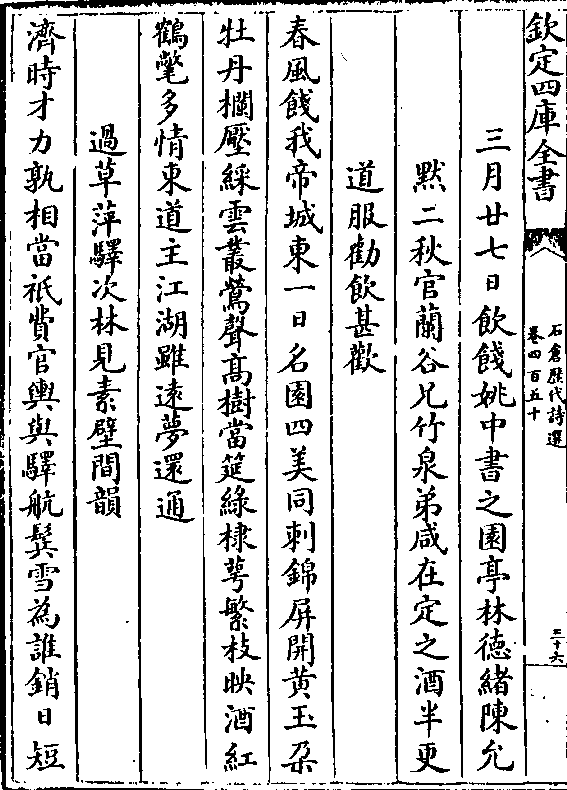 欽定四庫全書
石倉歷代詩選
卷四百五十
三十六
三月廿七日飲餞姚中書之園亭林德緒陳允
默二秋官蘭谷兄竹泉弟咸在定之酒半更
道服勸飲甚歡
春風餞我帝城東一日名園四美同刺錦屏開黃玉朶
牡丹欄壓綵雲叢鶯聲高樹當筵綠棣萼繁枝映酒紅
鶴氅多情東道主江湖雖遠夢還通
過草萍驛次林見素壁間韻
濟時才力孰相當祇費官輿與驛航鬂雪為誰銷日短